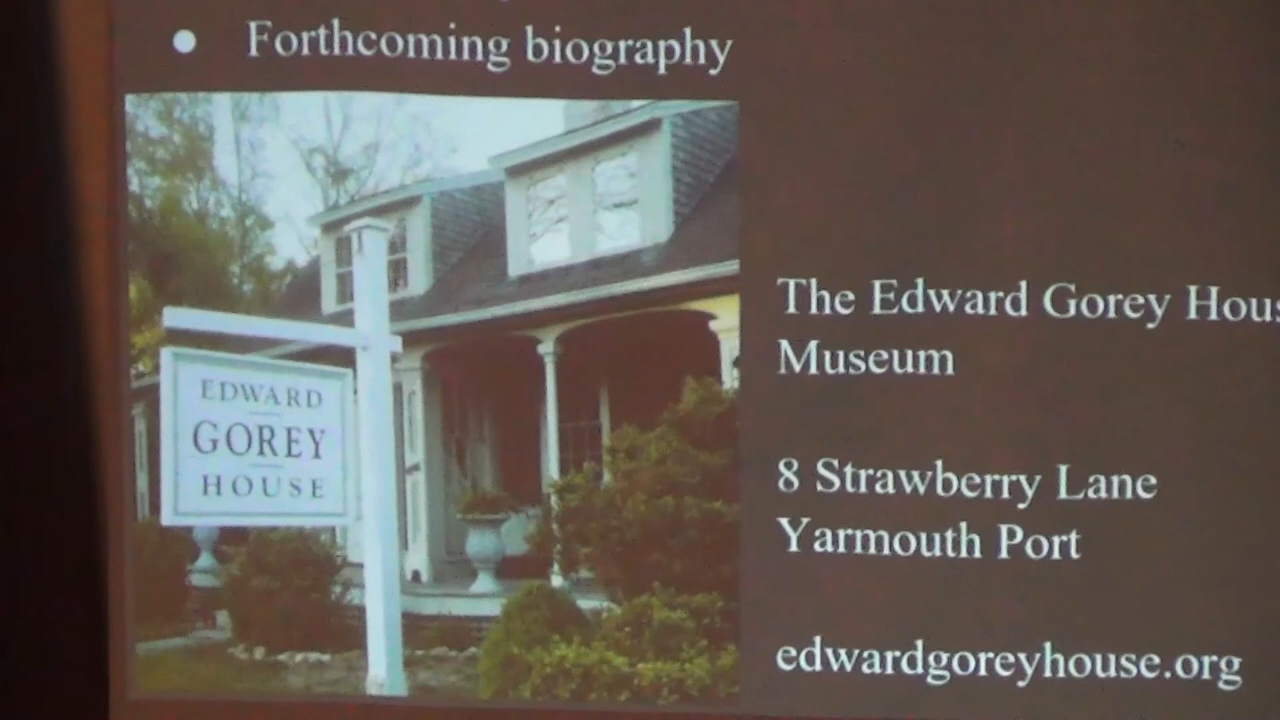 ● Forthcoming biography
EDWARD
GOREY
HOUSE
The Edward Gorey Hous
Museum
8 Strawberry Lane
Yarmouth Port
edwardgoreyhouse.org